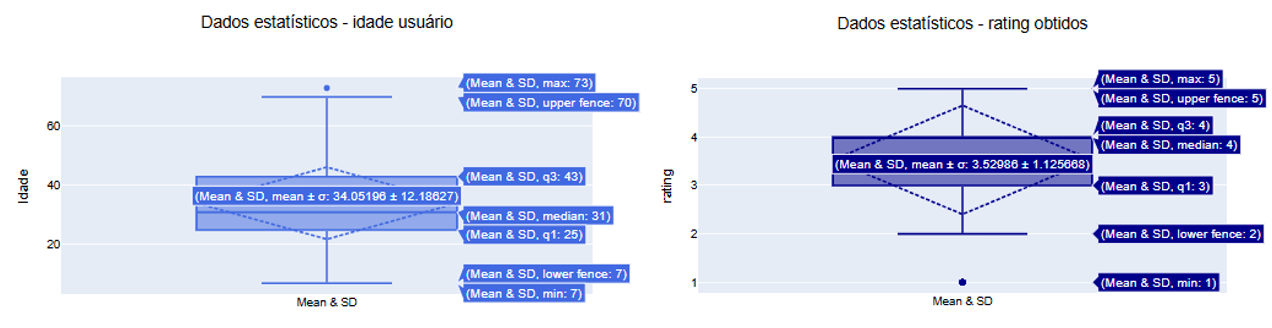 Dados estatísticos - idade usuário
(Mean & SD, max: 73)
(Mean & SD, upper fence: 70)
60
(Mean & SD, q3: 43)
40
(Mean & SD, mean ± σ: 34.05196 ± 12.18627)
(Mean & SD, median: 31)
(Mean & SD, q1: 25)
20
(Mean & SD, lower fence: 7)
(Mean & SD, min: 7)
Idade
Mean & SD
Dados estatísticos - rating obtidos
(Mean & SD, max: 5)
5
(Mean & SD, upper fence: 5)
(Mean & SD, q3: 4)
4
(Mean & SD, median: 4)
(Mean & SD, mean ± σ: 3.52986 ± 1.125668)
3
(Mean & SD, q1: 3)
2
(Mean & SD, lower fence: 2)
1
(Mean & SD, min: 1)
rating
Mean & SD